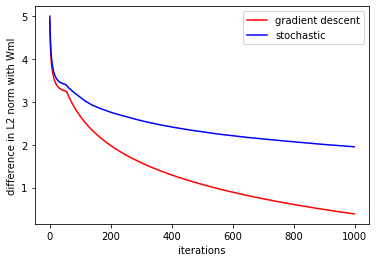 gradient descent
stochastic
difference in L2 norm with Wml
5
4
3
2
1
0
200
400
600
800
1000
iterations